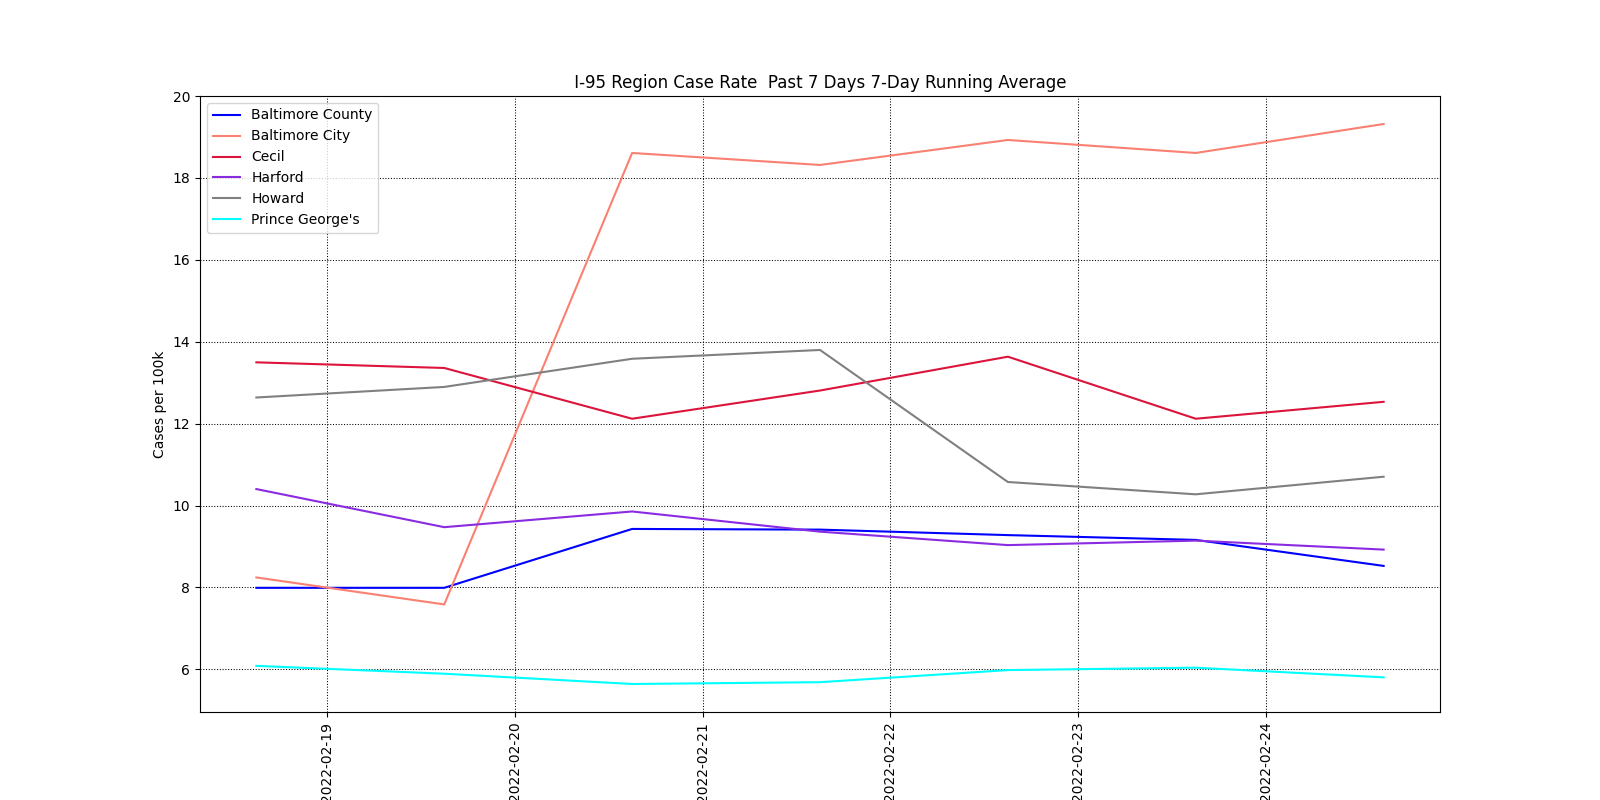 I-95 Region Case Rate  Past 7 Days 7-Day Running Average
Baltimore County
Baltimore City
Cecil
Harford
Howard
Prince George's
Cases per 100k
20
18
16
14
12
10
8
6
2022-02-19
2022-02-20
2022-02-21
2022-02-22
2022-02-23
2022-02-24